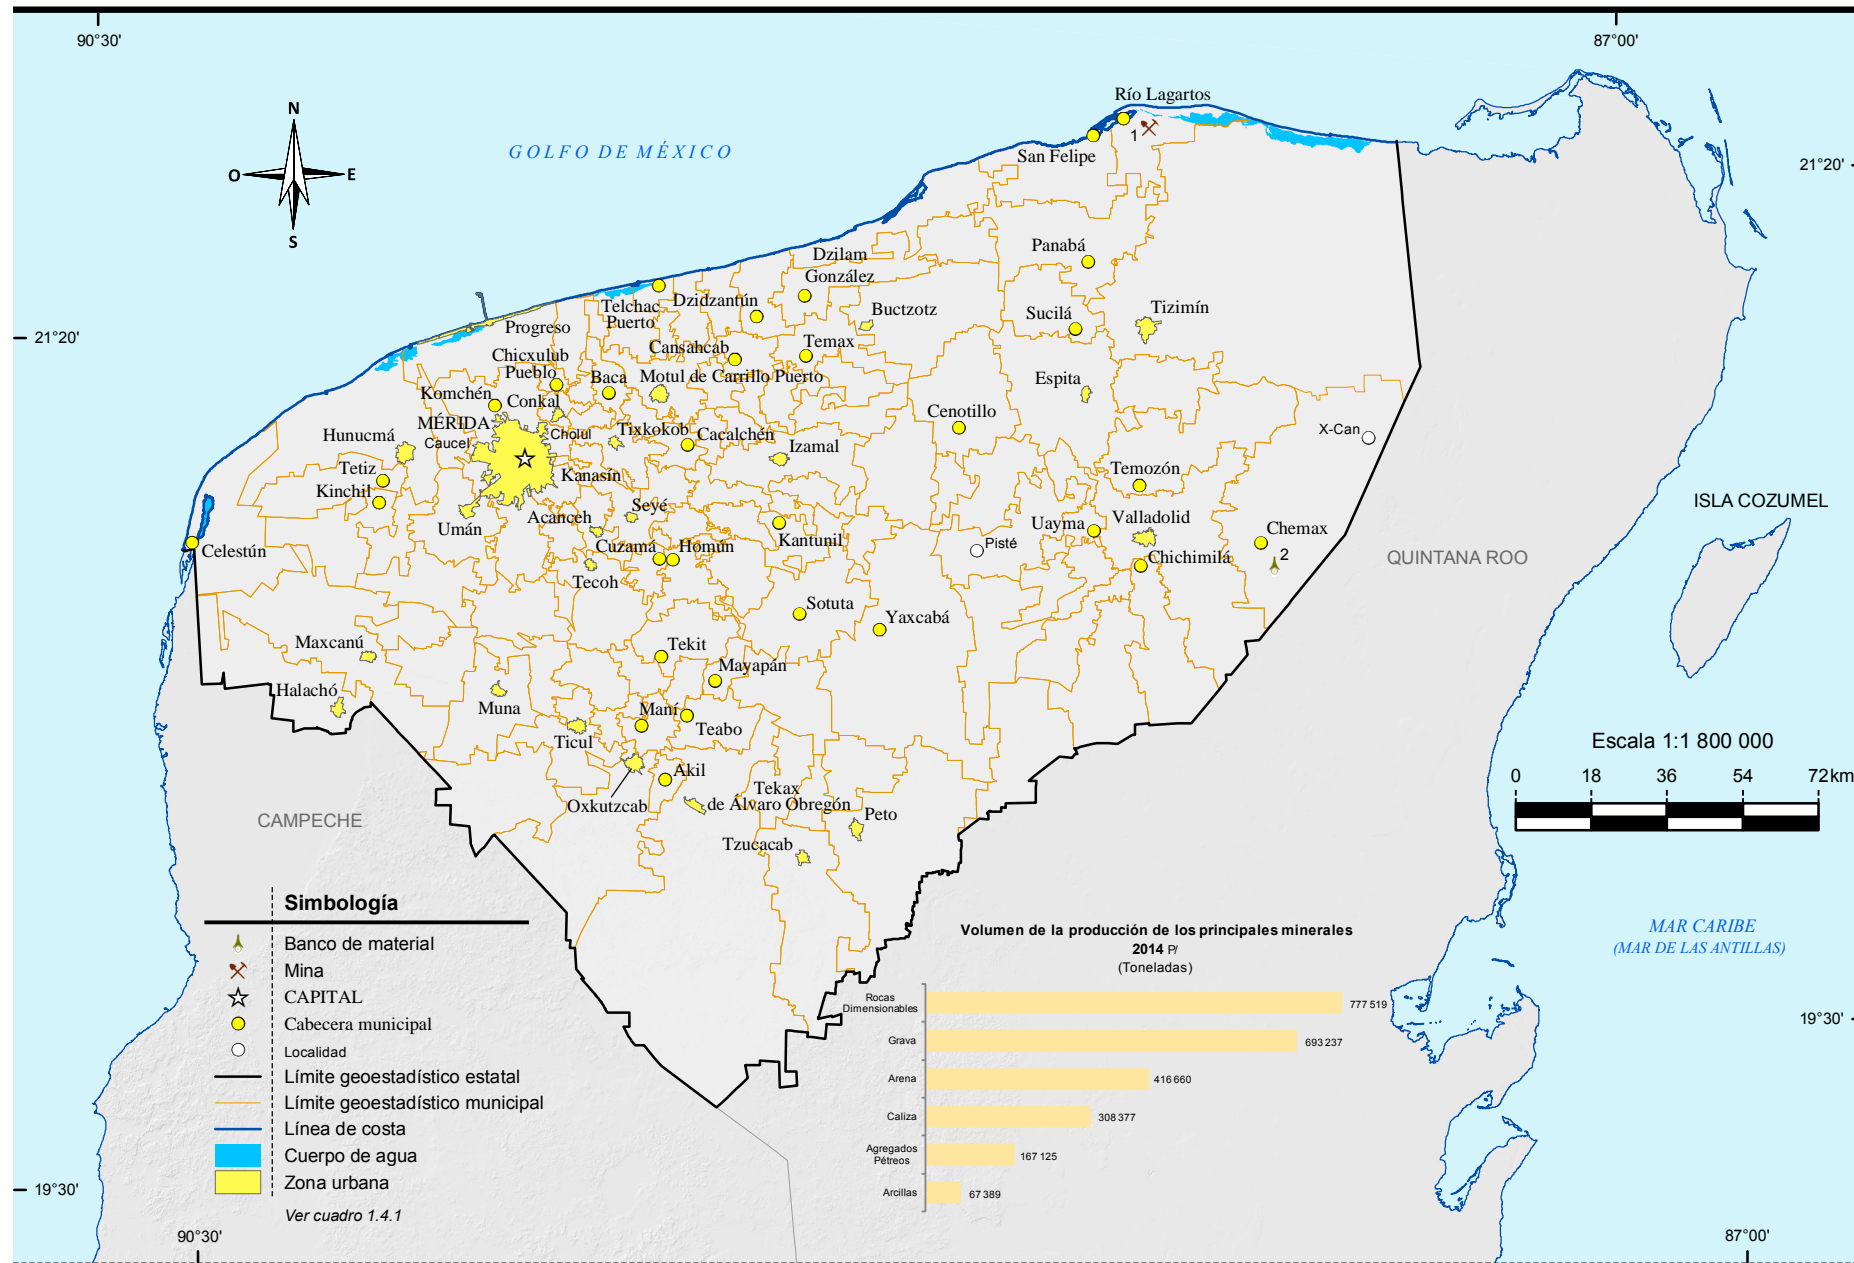 90°30'
87°00'
N
O
E
S
GOLFO DE MÉXICO
Río Lagartos
1
San Felipe
21°20'
Panabá
Dzilam
González
Dzidzantún
Telchac
Puerto
Buctzotz
Sucilá
Tizimín
Progreso
21°20'
Cansahcab
Temax
Chicxulub
Pueblo
Baca
Motul de Carrillo Puerto
Espita
Komchén
Conkal
Cenotillo
MÉRIDA
Caucel
Cholul
Tixkokob
Cacalchén
Izamal
X-Can
Hunucmá
Tetiz
Kinchil
Kanasín
Temozón
Umán
Acanceh
Seyé
Kantunil
Uayma
Valladolid
Chemax
2
ISLA COZUMEL
Celestún
Cuzamá
Homún
Pisté
Chichimilá
QUINTANA ROO
Tecoh
Sotuta
Yaxcabá
Maxcanú
Tekit
Mayapán
Halachó
Muna
Maní
Teabo
Ticul
Akil
Oxkutzcab
Tekax
de Álvaro Obregón
Peto
Tzucacab
CAMPECHE
Escala 1:1 800 000
0 18 36 54 72 km
MAR CARIBE
(MAR DE LAS ANTILLAS)
Simbología
Banco de material
Mina
CAPITAL
Cabecera municipal
Localidad
Límite geoestadístico estatal
Límite geoestadístico municipal
Línea de costa
Cuerpo de agua
Zona urbana
Ver cuadro 1.4.1
Volumen de la producción de los principales minerales
2014 P/
(Toneladas)
Rocas
Dimensionables
777 519
Grava
693 237
Arena
416 660
Caliza
308 377
Agregados
Pétreos
167 125
Arcillas
67 389
19°30'
19°30'
90°30'
87°00'